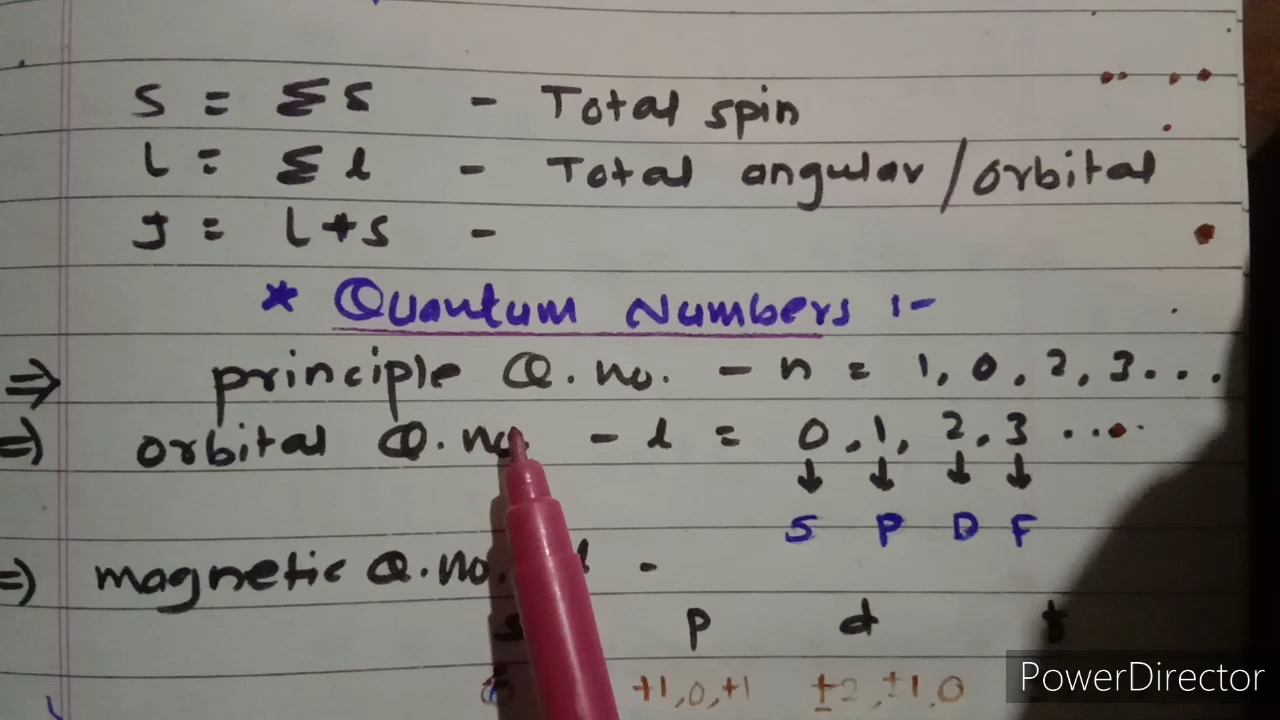 S = Σs - Total spin
L = Σl - Total angular/orbital
J = L+S -
* Quantum Numbers :-
⇒ principle Q.no. - n = 1, 0, 2, 3...
⇒ orbital Q.no - l = 0, 1, 2, 3 ....
↓ ↓ ↓ ↓
S P D F
⇒ magnetic Q.no. -
s p d f
0 +1,0,+1 ±2,±1,0
PowerDirector